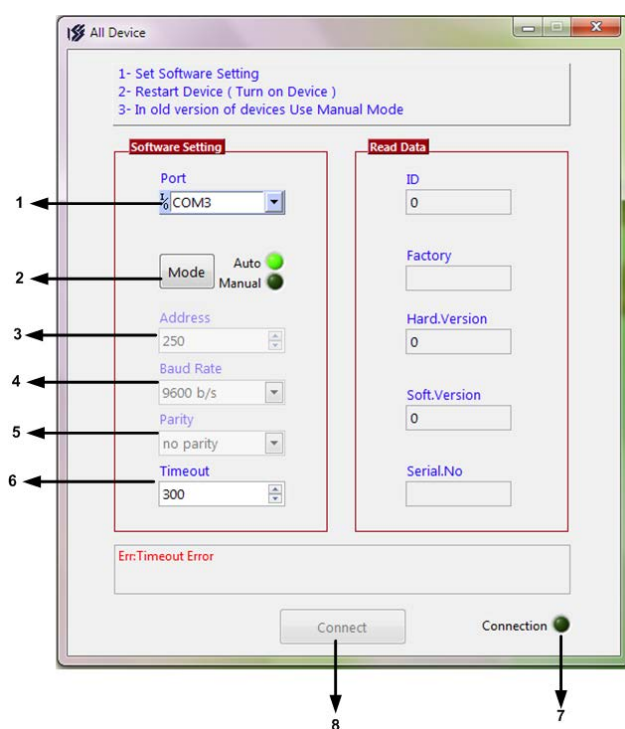 All Device
1- Set Software Setting
2- Restart Device ( Turn on Device )
3- In old version of devices Use Manual Mode
Software Setting
Port
I/0 COM3
1
Mode
Auto
Manual
2
Address
250
3
Baud Rate
9600 b/s
4
Parity
no parity
5
Timeout
300
6
Read Data
ID
0
Factory
Hard.Version
0
Soft.Version
0
Serial.No
Err:Timeout Error
Connect
Connection
8
7